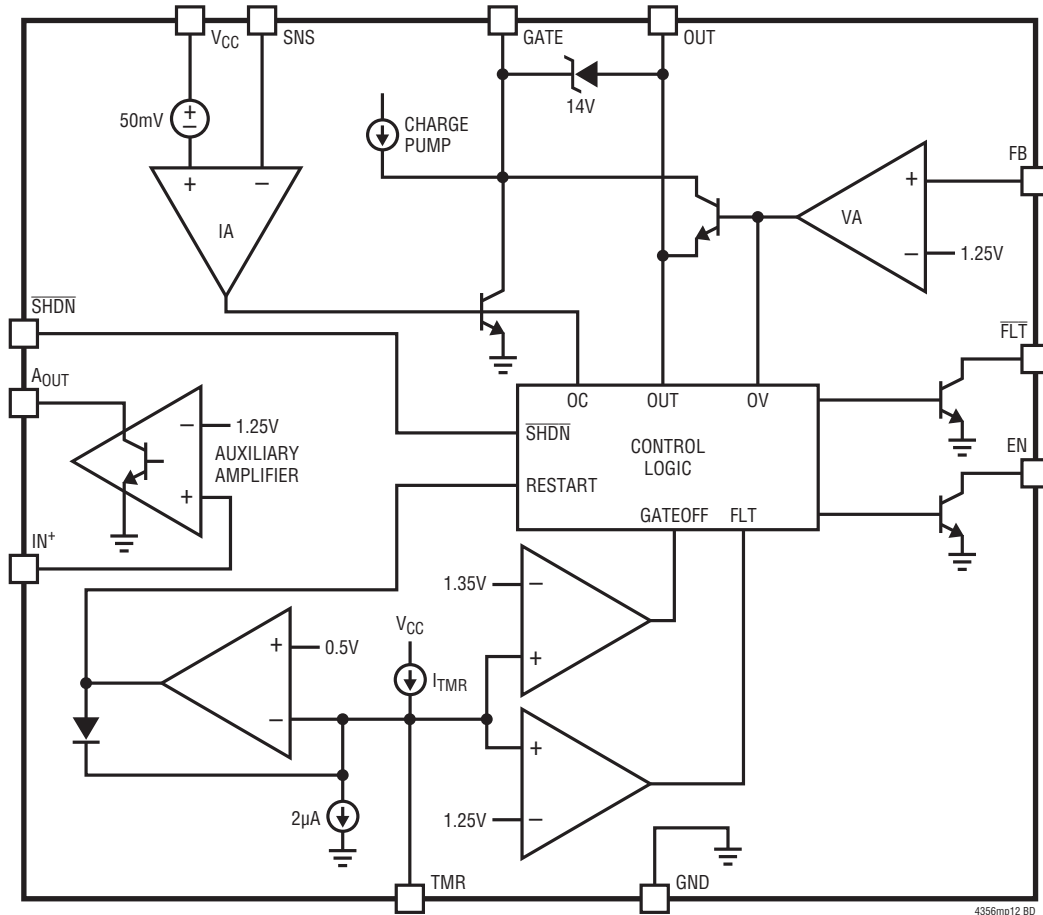 VCC
SNS
GATE
OUT
14V
50mV
+
−
CHARGE
PUMP
FB
+
−
IA
+
VA
−
1.25V
SHDN
FLT
AOUT
−
1.25V
AUXILIARY
AMPLIFIER
+
OC
OUT
OV
SHDN
CONTROL
LOGIC
RESTART
GATEOFF
FLT
EN
IN+
1.35V
−
+
0.5V
VCC
ITMR
+
−
+
2µA
1.25V
−
TMR
GND
4356mp12 BD